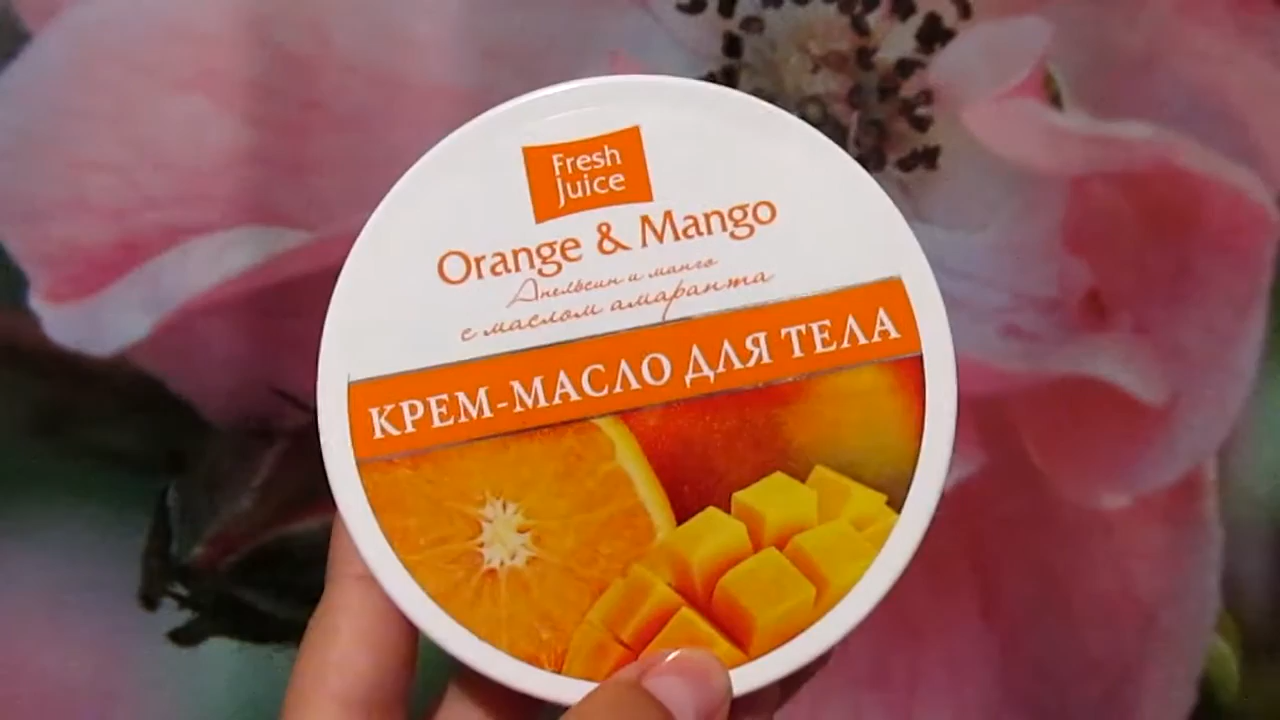 Fresh
Juice
Orange & Mango
Апельсин и манго
с маслом амаранта
КРЕМ-МАСЛО ДЛЯ ТЕЛА